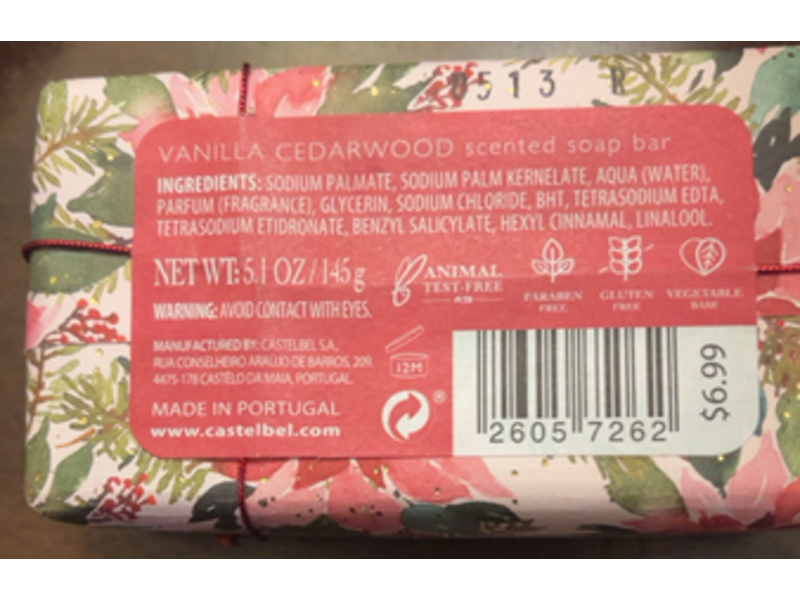 0513 R
VANILLA CEDARWOOD scented soap bar
INGREDIENTS: SODIUM PALMATE, SODIUM PALM KERNELATE, AQUA (WATER),
PARFUM (FRAGRANCE), GLYCERIN, SODIUM CHLORIDE, BHT, TETRASODIUM EDTA,
TETRASODIUM ETIDRONATE, BENZYL SALICYLATE, HEXYL CINNAMAL, LINALOOL.
NET WT: 5.1 OZ / 145 g
ANIMAL
TEST-FREE
PARABEN
FREE
GLUTEN
FREE
VEGETABLE
BASE
WARNING: AVOID CONTACT WITH EYES.
MANUFACTURED BY: CASTELBEL S.A.,
RUA CONSELHEIRO ARAÚJO DE BARROS, 209,
4475-178 CASTÊLO DA MAIA, PORTUGAL.
12M
MADE IN PORTUGAL
www.castelbel.com
®
2605 7262
$6.99